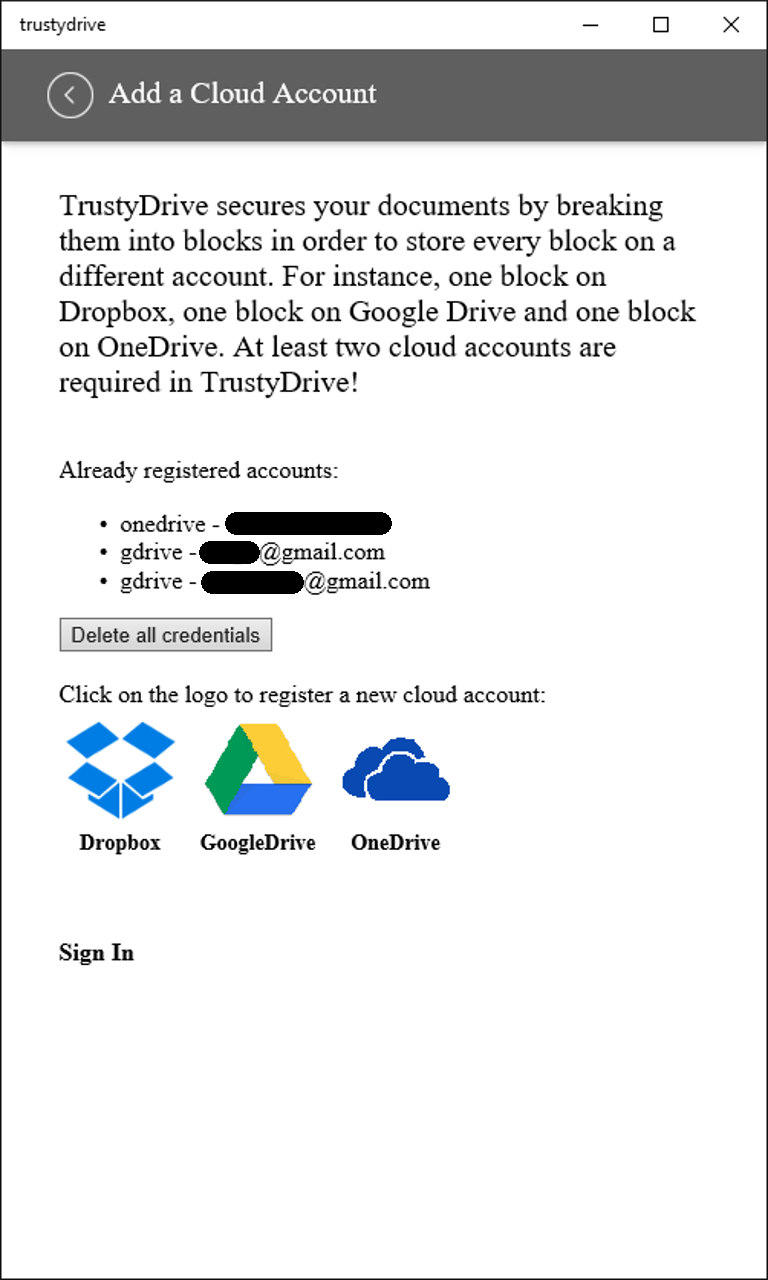 trustydrive
Add a Cloud Account
TrustyDrive secures your documents by breaking
them into blocks in order to store every block on a
different account. For instance, one block on
Dropbox, one block on Google Drive and one block
on OneDrive. At least two cloud accounts are
required in TrustyDrive!
Already registered accounts:
• onedrive -
• gdrive - @gmail.com
• gdrive - @gmail.com
Delete all credentials
Click on the logo to register a new cloud account:
Dropbox GoogleDrive OneDrive
Sign In